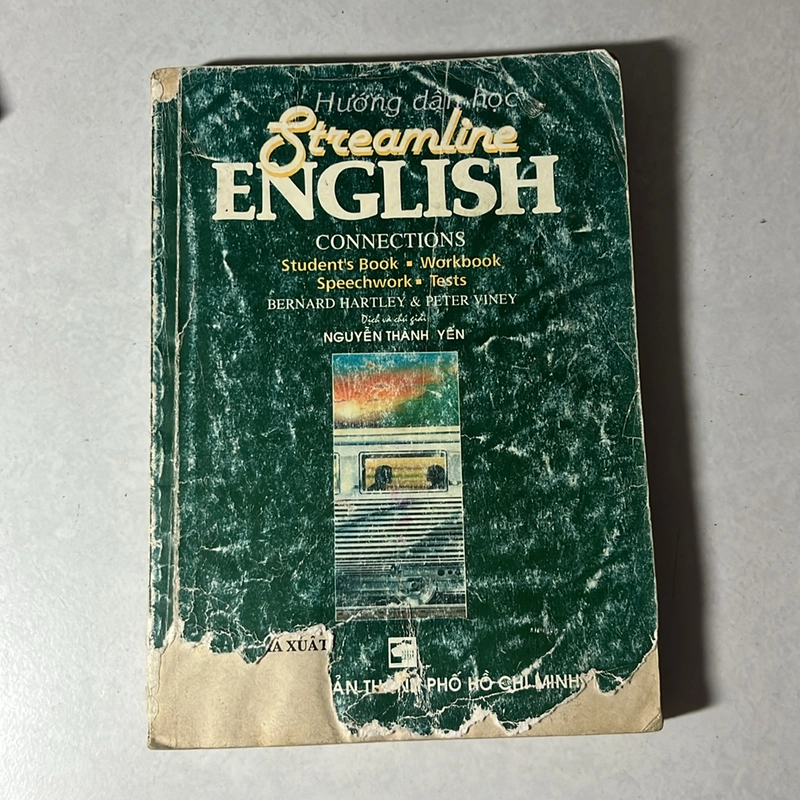 Hướng dẫn học
Streamline
ENGLISH
CONNECTIONS
Student's Book ▪ Workbook
Speechwork ▪ Tests
BERNARD HARTLEY & PETER VINEY
Dịch và chú giải
NGUYỄN THÀNH YẾN
XUẤT
ẢN THÀNH PHỐ HỒ CHÍ MINH